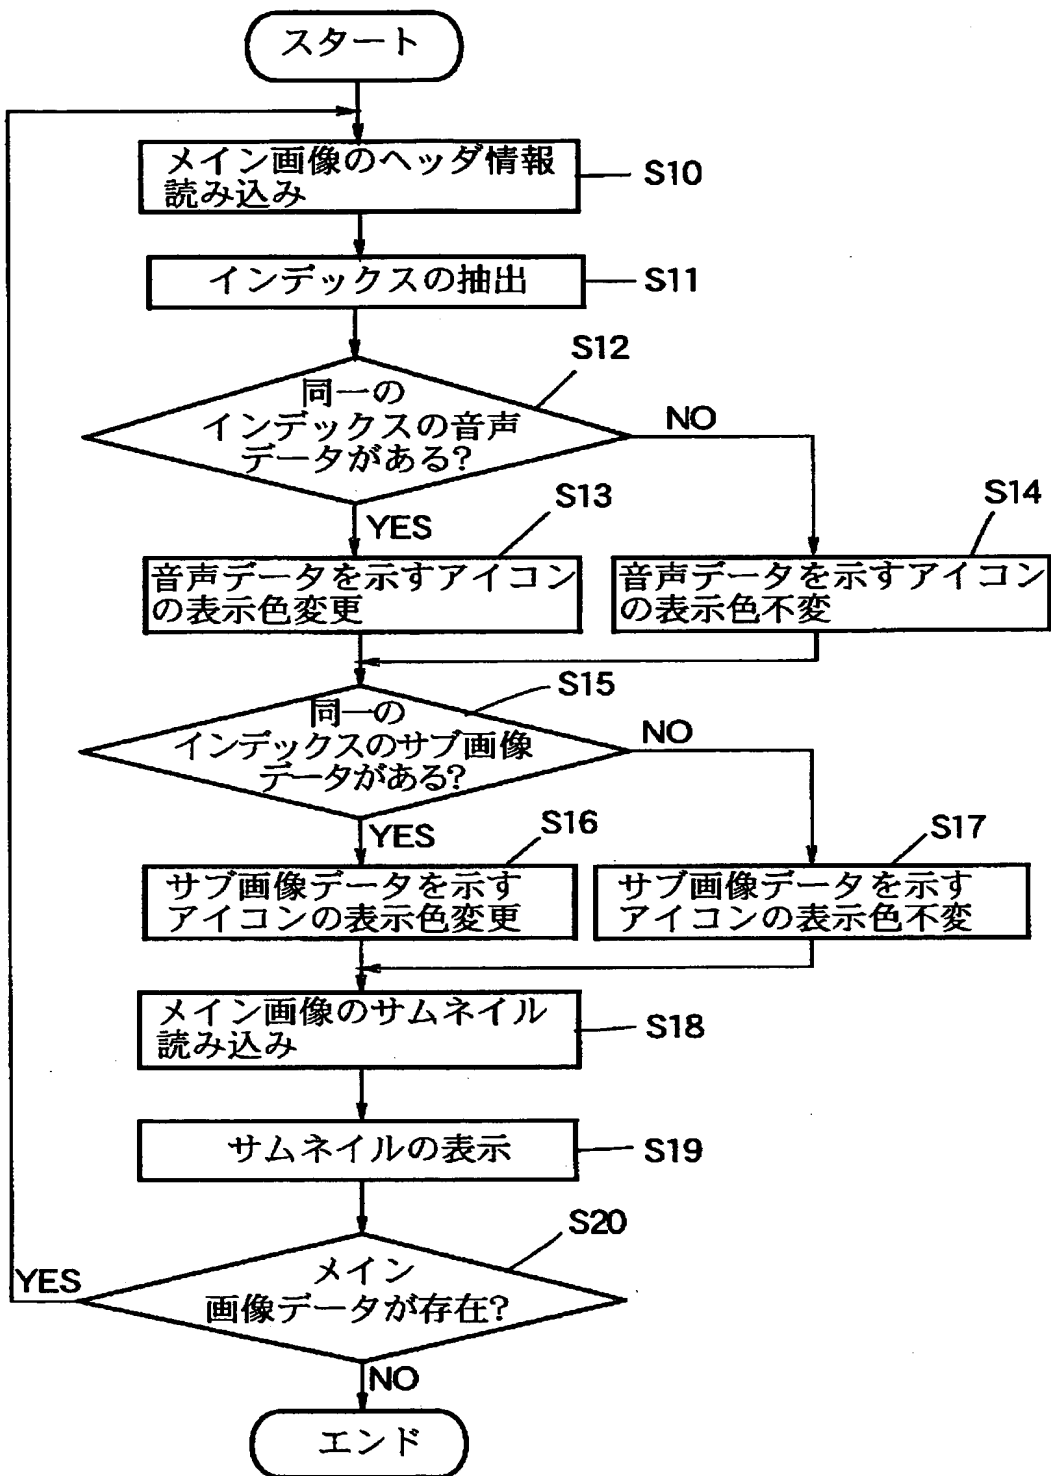 スタート
メイン画像のヘッダ情報
読み込み
S10
インデックスの抽出
S11
S12
同一の
インデックスの音声
データがある?
NO
YES
S13
S14
音声データを示すアイコン
の表示色変更
音声データを示すアイコン
の表示色不変
S15
同一の
インデックスのサブ画像
データがある?
NO
YES
S16
S17
サブ画像データを示す
アイコンの表示色変更
サブ画像データを示す
アイコンの表示色不変
メイン画像のサムネイル
読み込み
S18
サムネイルの表示
S19
S20
メイン
画像データが存在?
YES
NO
エンド